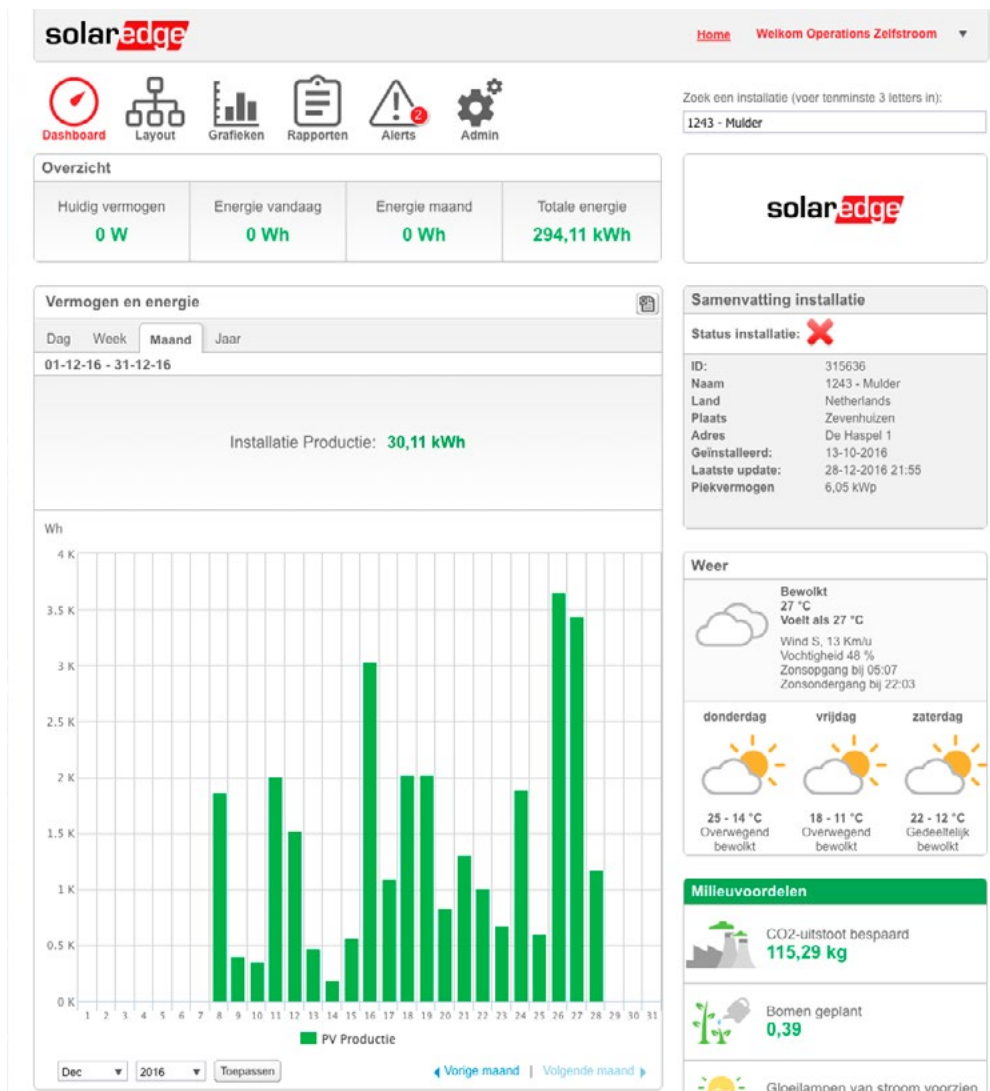 solaredge
Home Welkom Operations Zelfstroom
Dashboard Layout Grafieken Rapporten Alerts 2 Admin
Zoek een installatie (voer tenminste 3 letters in):
1243 - Mulder
Overzicht
Huidig vermogen Energie vandaag Energie maand Totale energie
0 W 0 Wh 0 Wh 294,11 kWh
solaredge
Vermogen en energie
Dag Week Maand Jaar
01-12-16 - 31-12-16
Installatie Productie: 30,11 kWh
Wh
4 K
3.5 K
3 K
2.5 K
2 K
1.5 K
1 K
0.5 K
0 K
1 2 3 4 5 6 7 8 9 10 11 12 13 14 15 16 17 18 19 20 21 22 23 24 25 26 27 28 29 30 31
PV Productie
Dec 2016 Toepassen Vorige maand | Volgende maand
Samenvatting installatie
Status installatie:
ID: 315636
Naam 1243 - Mulder
Land Netherlands
Plaats Zevenhuizen
Adres De Haspel 1
Geïnstalleerd: 13-10-2016
Laatste update: 28-12-2016 21:55
Piekvermogen 6,05 kWp
Weer
Bewolkt
27 °C
Voelt als 27 °C
Wind S, 13 Km/u
Vochtigheid 48 %
Zonsopgang bij 05:07
Zonsondergang bij 22:03
donderdag vrijdag zaterdag
25 - 14 °C 18 - 11 °C 22 - 12 °C
Overwegend Overwegend Gedeeltelijk
bewolkt bewolkt bewolkt
Milieuvoordelen
CO2-uitstoot bespaard
115,29 kg
Bomen geplant
0,39
Gloeilampen van stroom voorzien